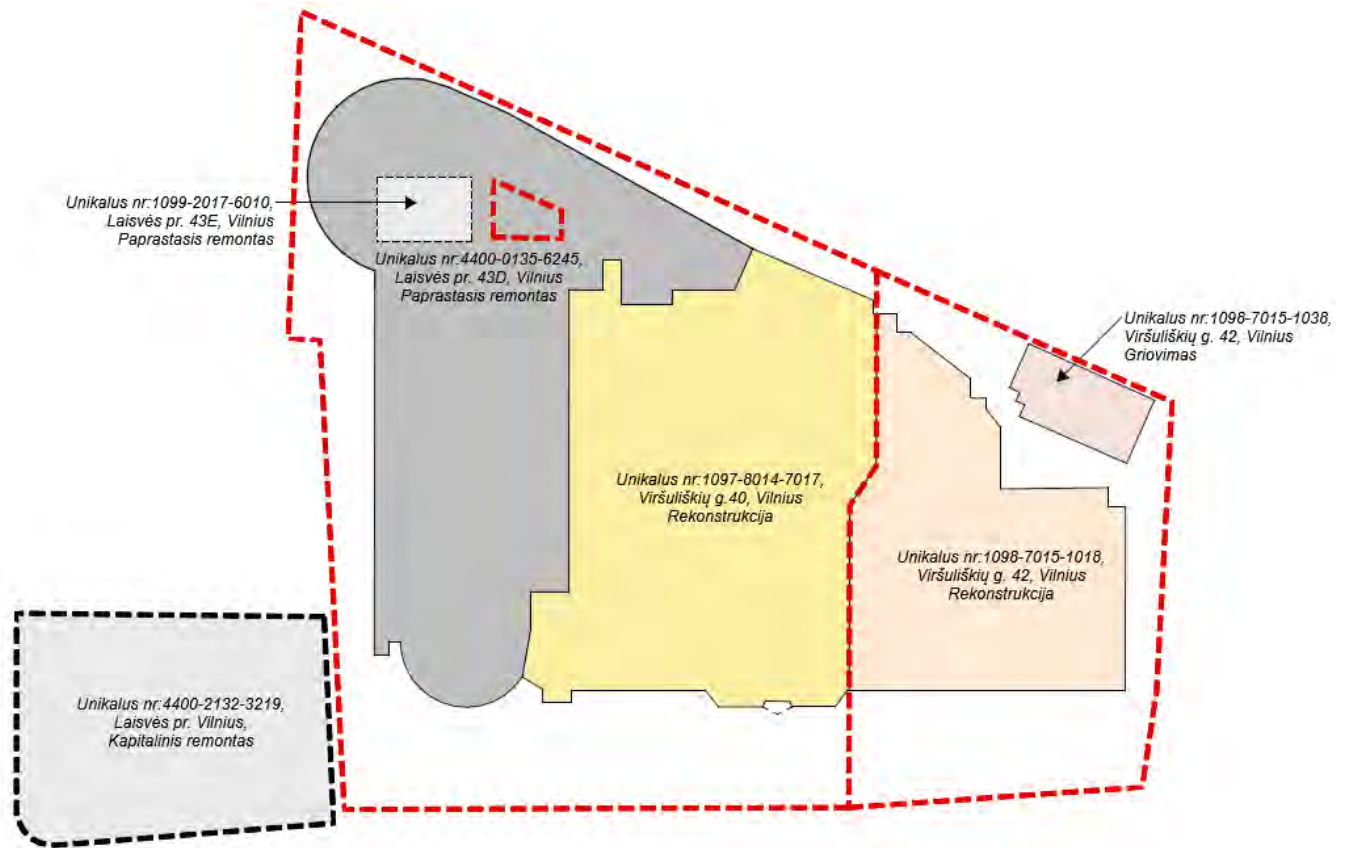 Unikalus nr:1099-2017-6010,
Laisvės pr. 43E, Vilnius
Paprastasis remontas
Unikalus nr:4400-0135-6245,
Laisvės pr. 43D, Vilnius
Paprastasis remontas
Unikalus nr:1098-7015-1038,
Viršuliškių g. 42, Vilnius
Griovimas
Unikalus nr:1097-8014-7017,
Viršuliškių g.40, Vilnius
Rekonstrukcija
Unikalus nr:1098-7015-1018,
Viršuliškių g. 42, Vilnius
Rekonstrukcija
Unikalus nr:4400-2132-3219,
Laisvės pr. Vilnius,
Kapitalinis remontas